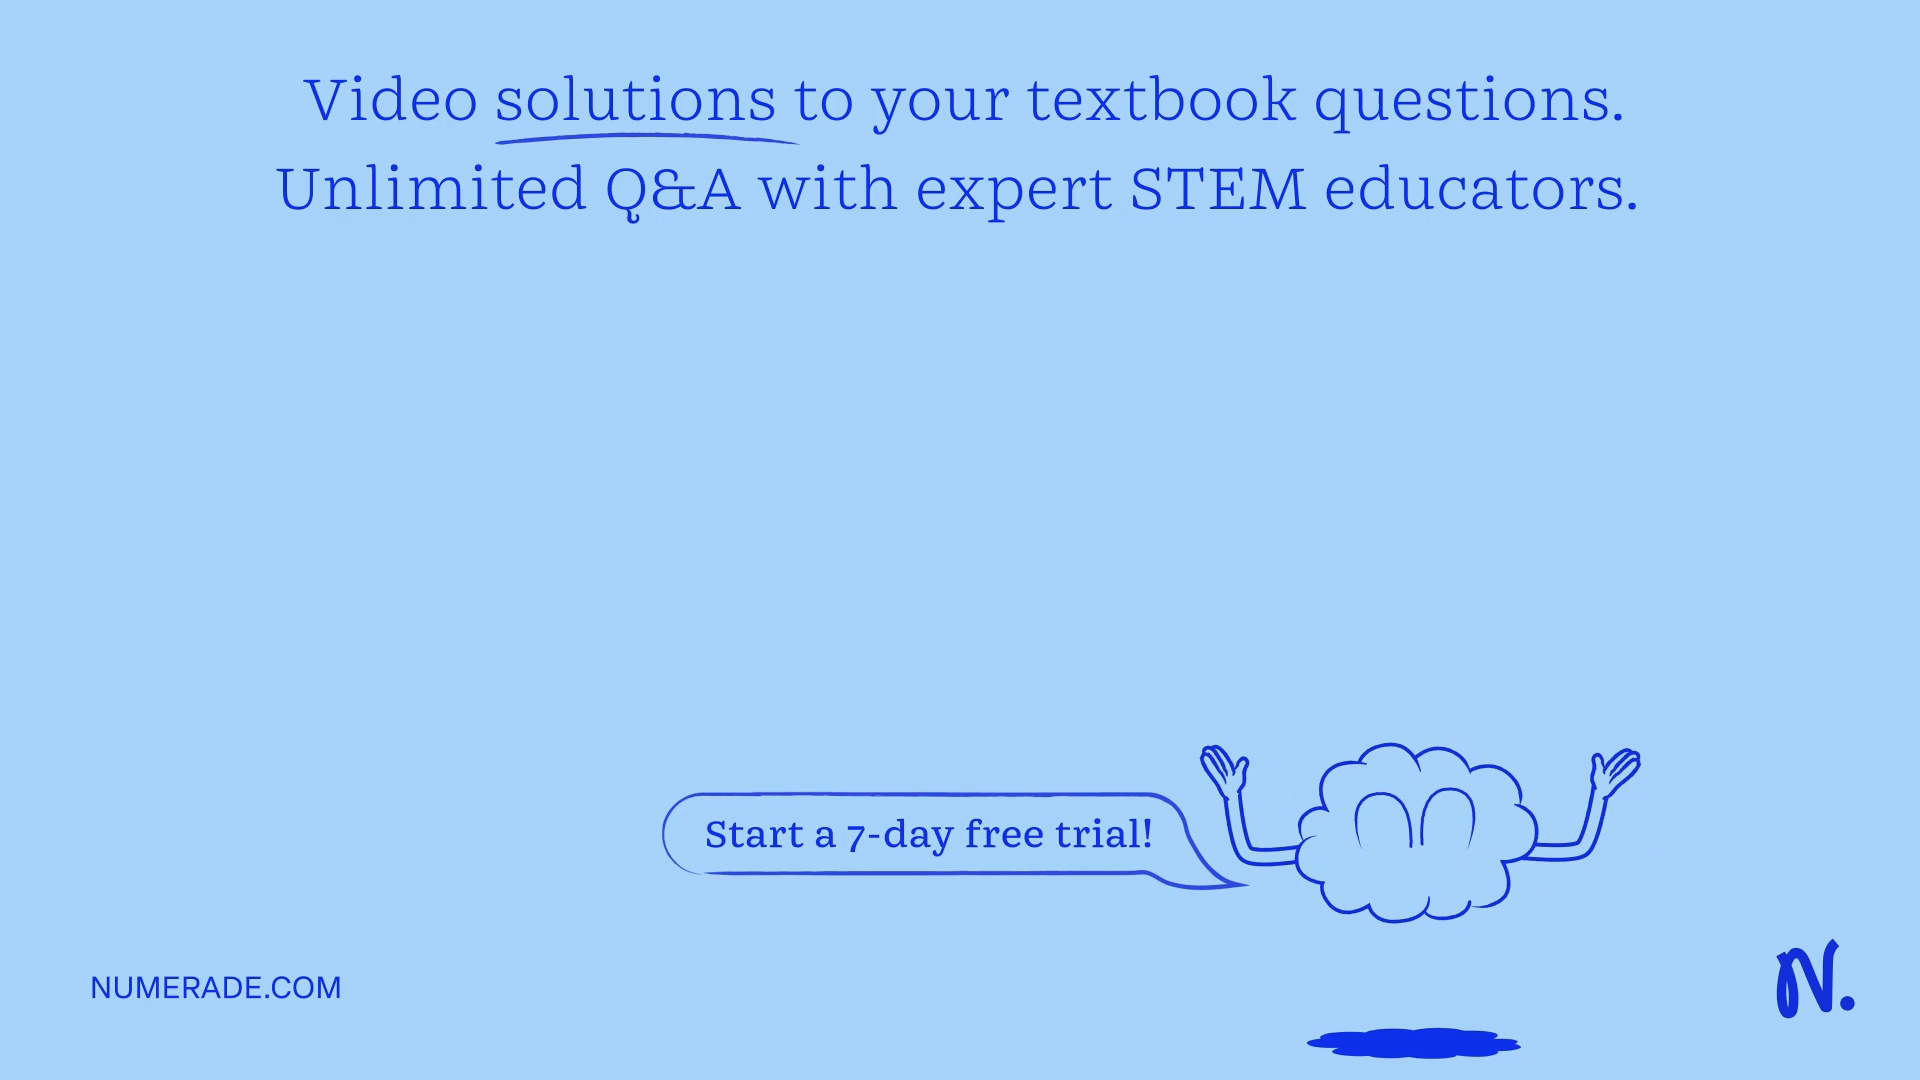 Video solutions to your textbook questions.
Unlimited Q&A with expert STEM educators.
Start a 7-day free trial!
NUMERADE.COM
N.